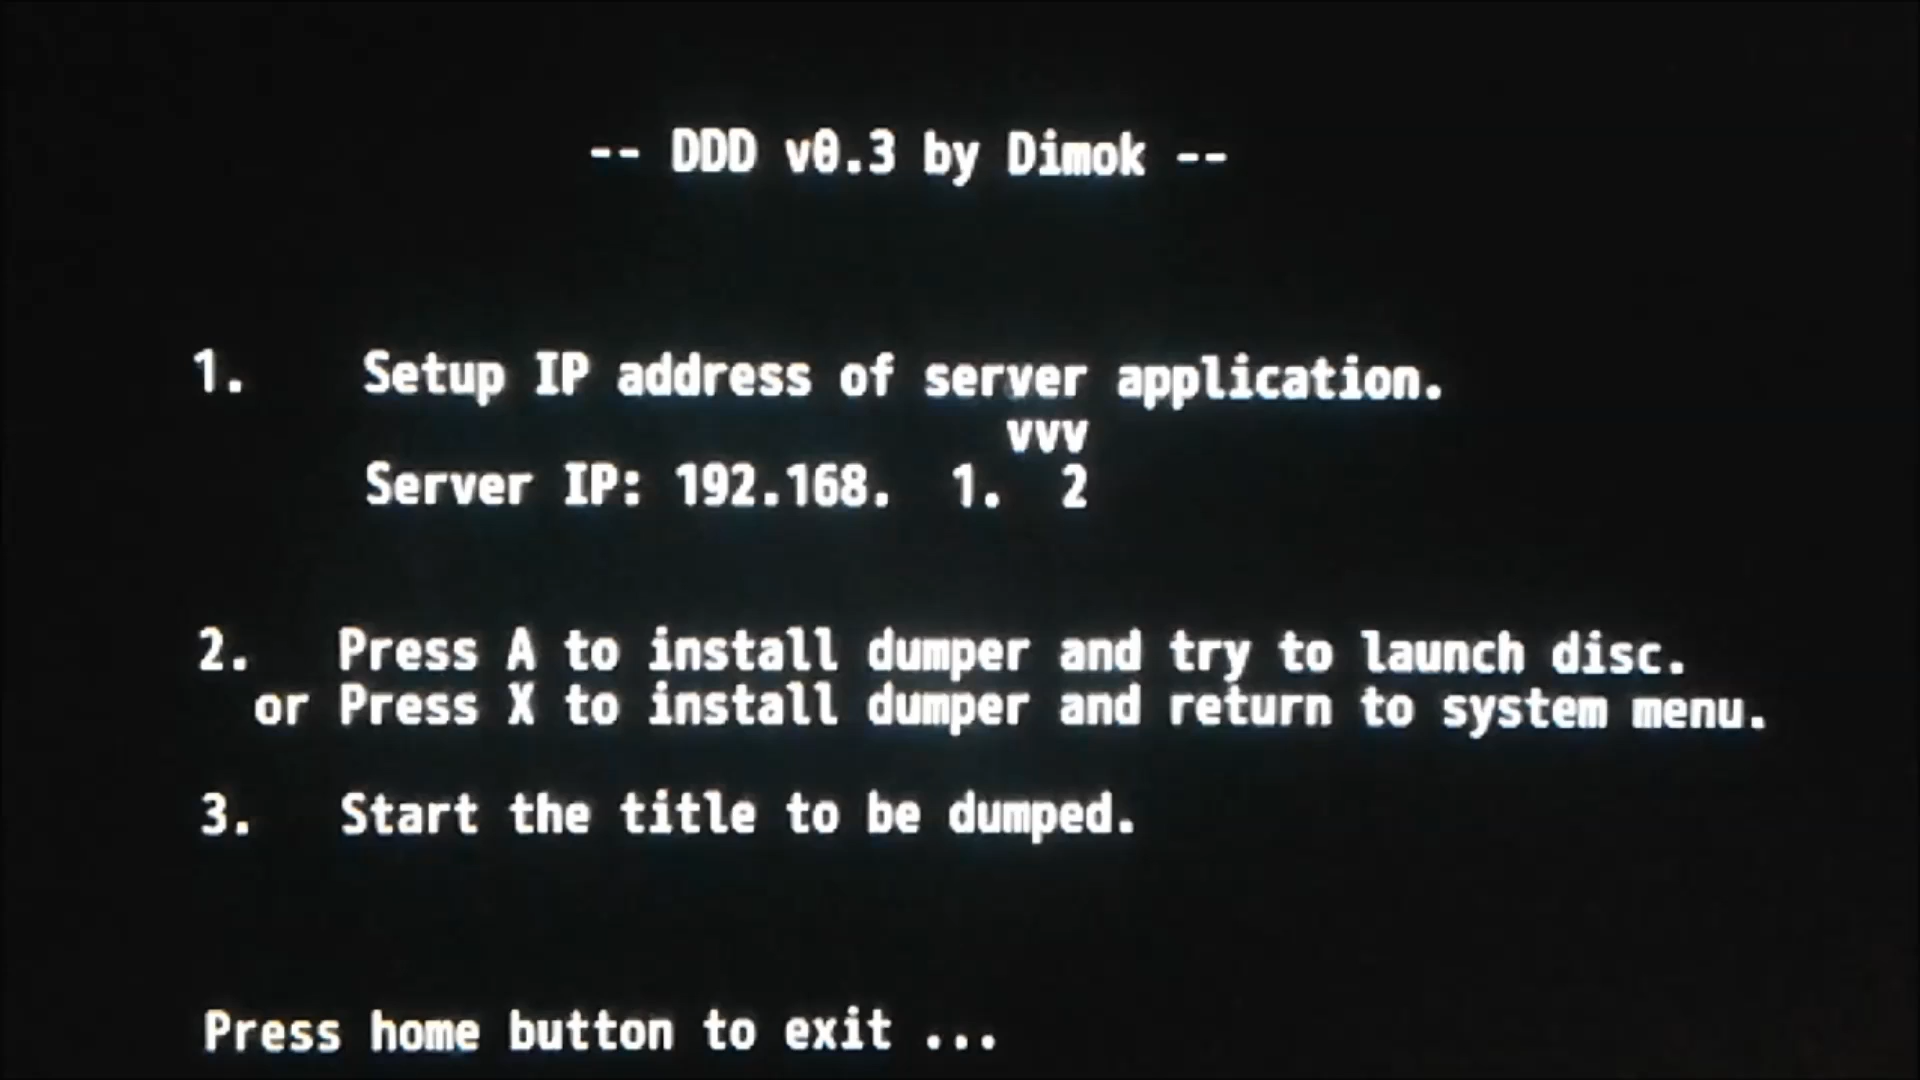 -- DDD v0.3 by Dimok --
1. Setup IP address of server application.
vvv
Server IP: 192.168.  1.  2
2. Press A to install dumper and try to launch disc.
or Press X to install dumper and return to system menu.
3. Start the title to be dumped.
Press home button to exit ...